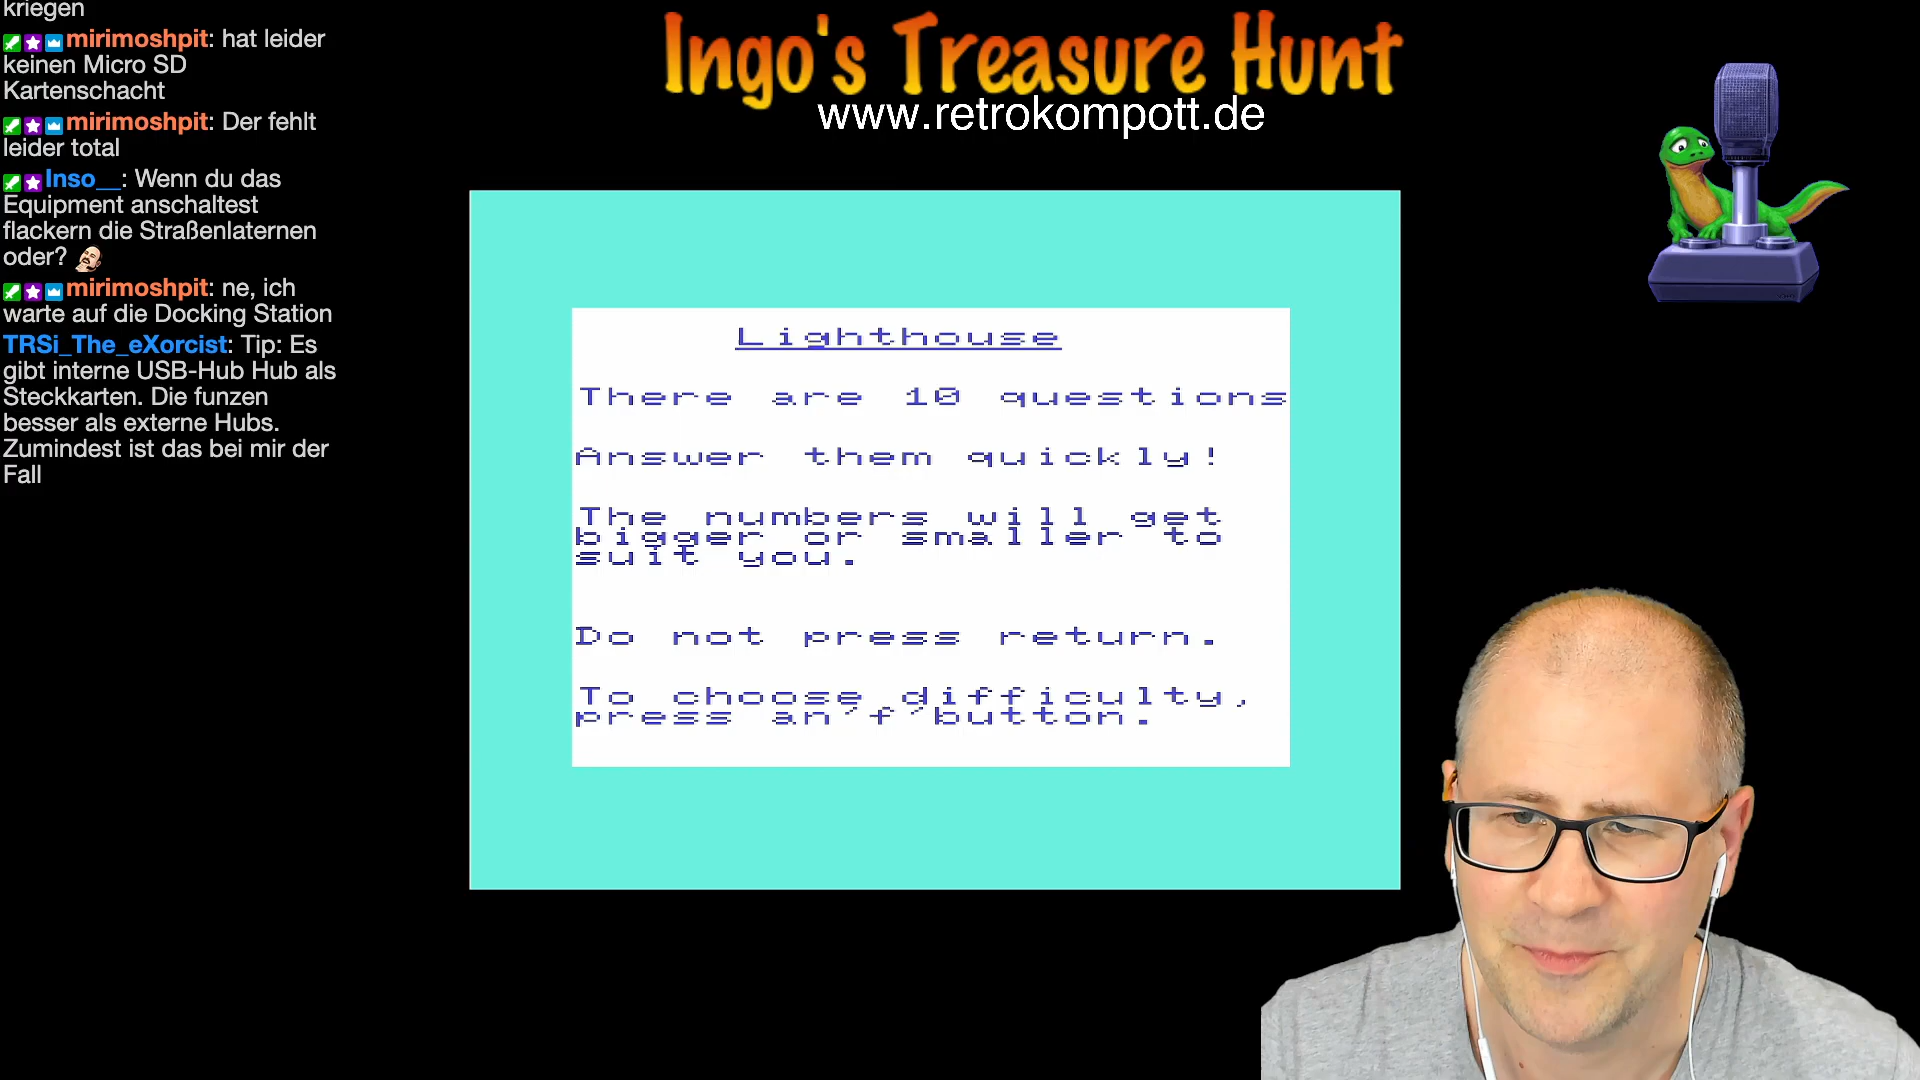 kriegen
mirimoshpit: hat leider
keinen Micro SD
Kartenschacht
mirimoshpit: Der fehlt
leider total
Inso__: Wenn du das
Equipment anschaltest
flackern die Straßenlaternen
oder?
mirimoshpit: ne, ich
warte auf die Docking Station
TRSi_The_eXorcist: Tip: Es
gibt interne USB-Hub Hub als
Steckkarten. Die funzen
besser als externe Hubs.
Zumindest ist das bei mir der
Fall
Ingo's Treasure Hunt
www.retrokompott.de
Lighthouse
There are 10 questions
Answer them quickly!
The numbers will get
bigger or smaller to
suit you.
Do not press return.
To choose difficulty,
press an'f'button.